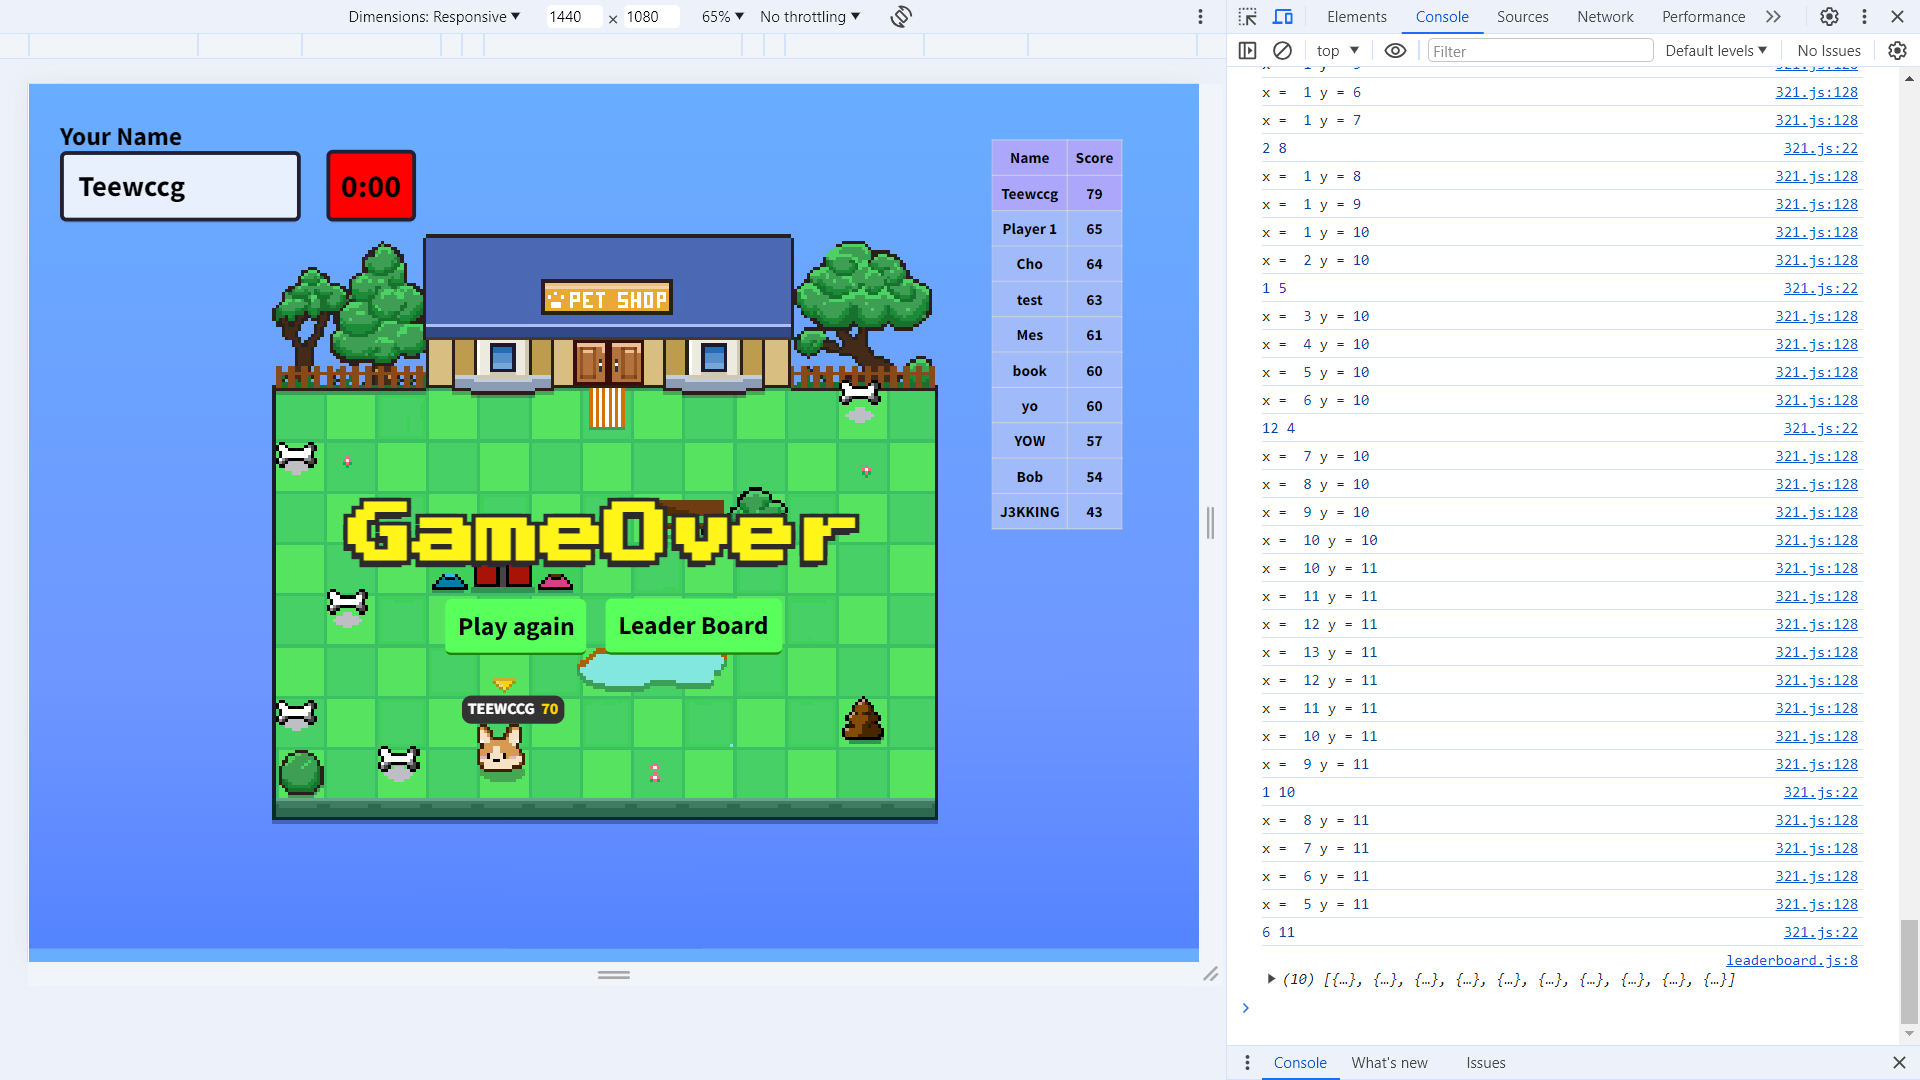 Dimensions: Responsive ▼ 1440 × 1080 65% ▼ No throttling ▼
Elements Console Sources Network Performance
top ▼ Filter Default levels ▼ No Issues
Your Name
Teewccg
0:00
PET SHOP
GameOver
Play again Leader Board
TEEWCCG 70
Name Score
Teewccg 79
Player 1 65
Cho 64
test 63
Mes 61
book 60
yo 60
YOW 57
Bob 54
J3KKING 43
x = 1 y = 6 321.js:128
x = 1 y = 7 321.js:128
2 8 321.js:22
x = 1 y = 8 321.js:128
x = 1 y = 9 321.js:128
x = 1 y = 10 321.js:128
x = 2 y = 10 321.js:128
1 5 321.js:22
x = 3 y = 10 321.js:128
x = 4 y = 10 321.js:128
x = 5 y = 10 321.js:128
x = 6 y = 10 321.js:128
12 4 321.js:22
x = 7 y = 10 321.js:128
x = 8 y = 10 321.js:128
x = 9 y = 10 321.js:128
x = 10 y = 10 321.js:128
x = 10 y = 11 321.js:128
x = 11 y = 11 321.js:128
x = 12 y = 11 321.js:128
x = 13 y = 11 321.js:128
x = 12 y = 11 321.js:128
x = 11 y = 11 321.js:128
x = 10 y = 11 321.js:128
x = 9 y = 11 321.js:128
1 10 321.js:22
x = 8 y = 11 321.js:128
x = 7 y = 11 321.js:128
x = 6 y = 11 321.js:128
x = 5 y = 11 321.js:128
6 11 321.js:22
leaderboard.js:8
(10) [{…}, {…}, {…}, {…}, {…}, {…}, {…}, {…}, {…}, {…}]
Console What's new Issues